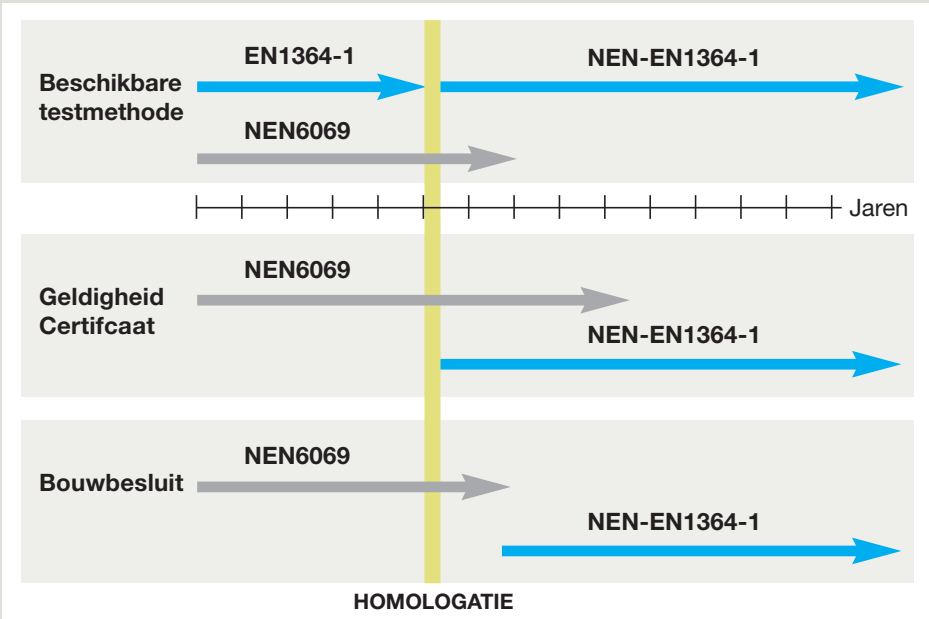 EN1364-1
NEN-EN1364-1
Beschikbare
testmethode
NEN6069
Jaren
NEN6069
Geldigheid
Certifcaat
NEN-EN1364-1
NEN6069
Bouwbesluit
NEN-EN1364-1
HOMOLOGATIE